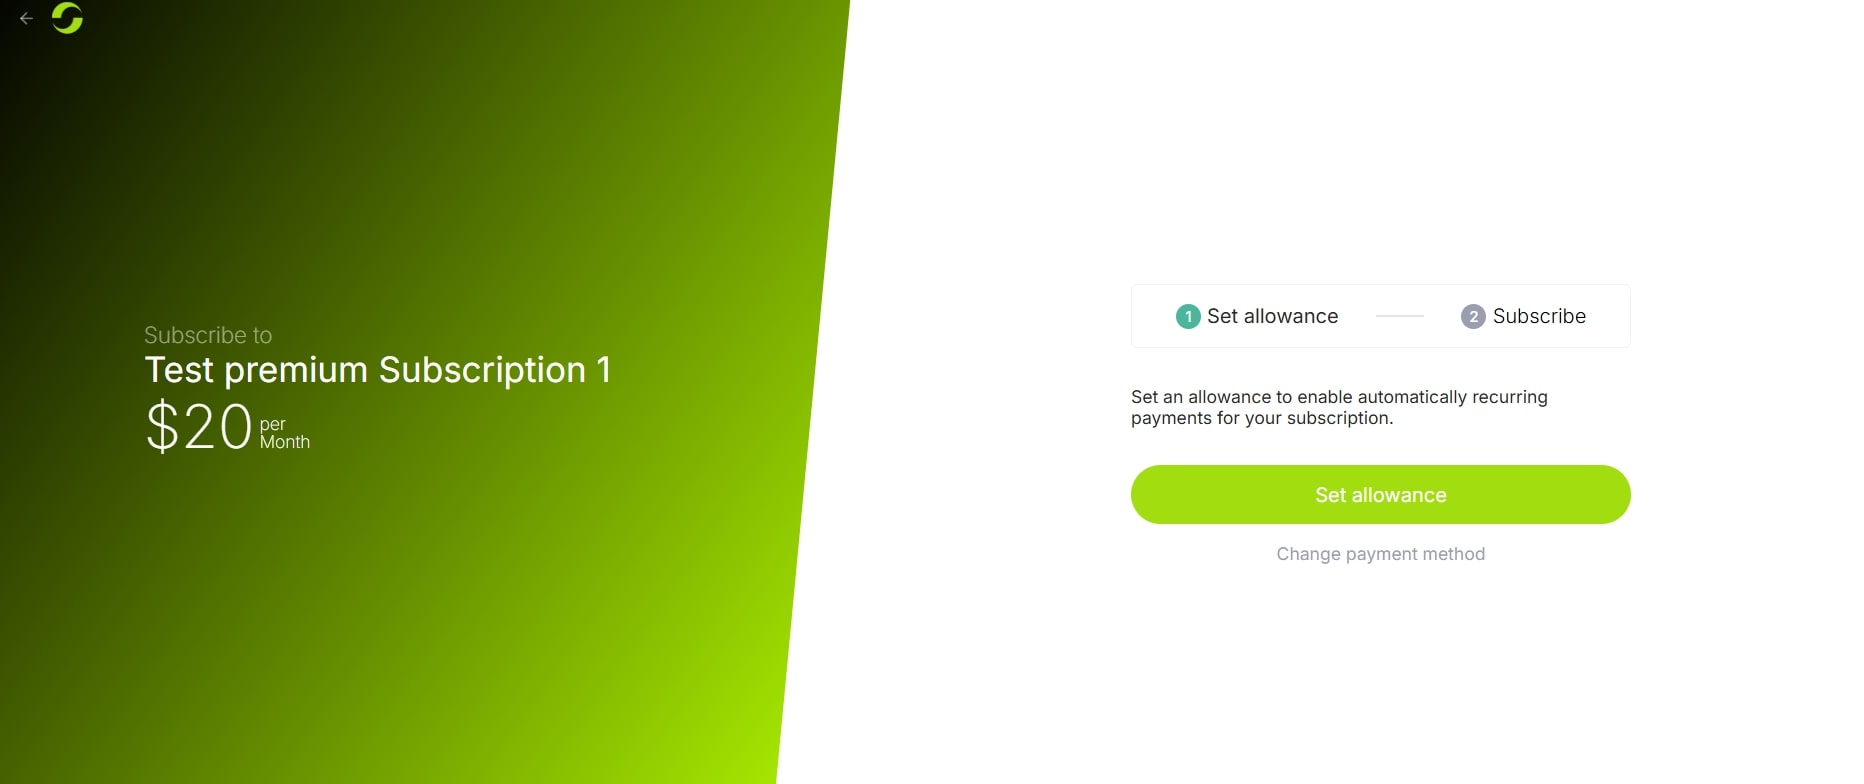 Subscribe to
Test premium Subscription 1
$20 per
Month
1 Set allowance
2 Subscribe
Set an allowance to enable automatically recurring
payments for your subscription.
Set allowance
Change payment method